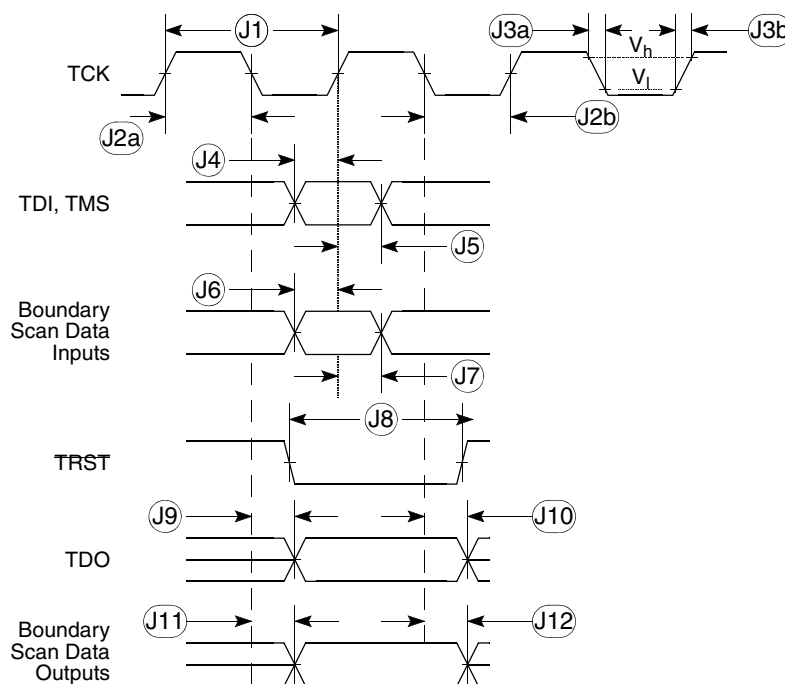 J1
J3a
J3b
Vh
TCK
Vl
J2a
J2b
J4
TDI, TMS
J5
J6
Boundary
Scan Data
Inputs
J7
J8
TRST
J9
J10
TDO
J11
J12
Boundary
Scan Data
Outputs